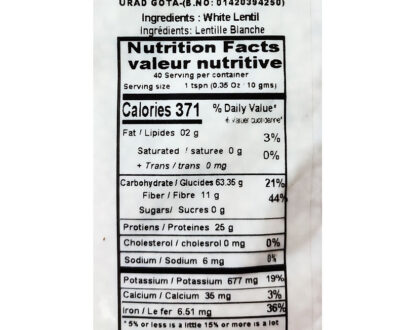 URAD GOTA-(B.NO: 01420394250)
Ingredients : White Lentil
Ingrédients: Lentille Blanche
Nutrition Facts
valeur nutritive
40 Serving per container
Serving size 1 tspn (0.35 Oz : 10 gms)
Calories 371 % Daily Value*
Fat / Lipides 02 g 3%
Saturated / saturee 0 g 0%
+ Trans / trans 0 mg
Carbohydrate / Glucides 63.35 g 21%
Fiber / Fibre 11 g 44%
Sugars/ Sucres 0 g
Protiens / Proteines 25 g
Cholesterol / cholesrol 0 mg 0%
Sodium / Sodium 6 mg 0%
Potassium / Potassium 677 mg 19%
Calcium / Calcium 35 mg 3%
Iron / Le fer 6.51 mg 36%
*5% or less is a little 15% or more is a lot